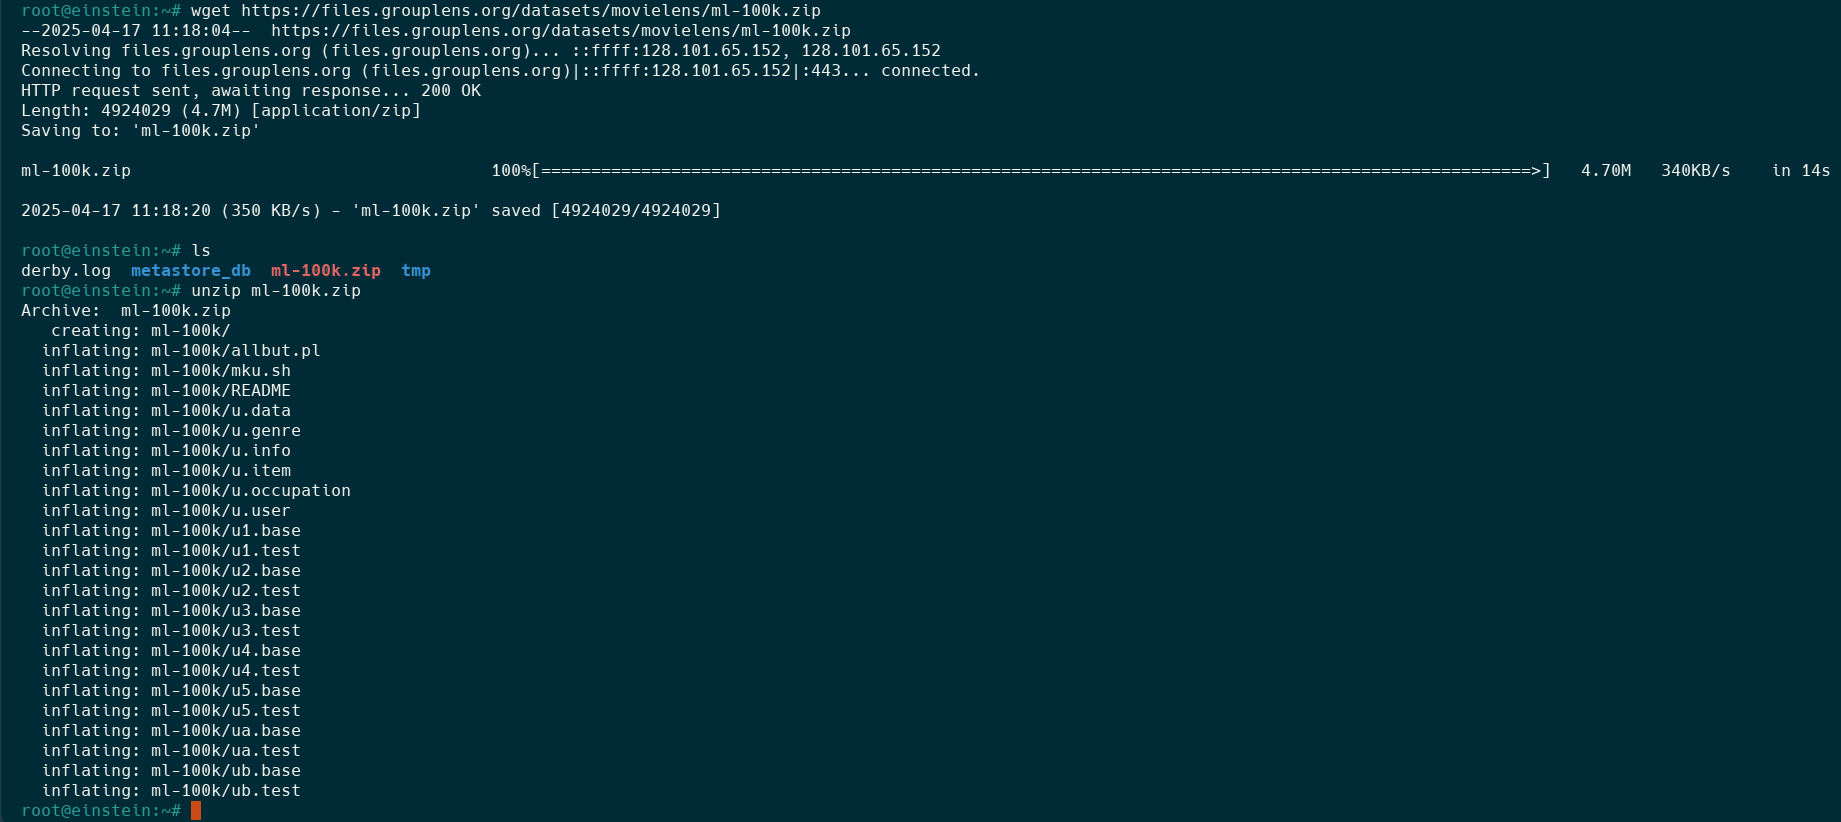 root@einstein:~# wget https://files.grouplens.org/datasets/movielens/ml-100k.zip
--2025-04-17 11:18:04--  https://files.grouplens.org/datasets/movielens/ml-100k.zip
Resolving files.grouplens.org (files.grouplens.org)... ::ffff:128.101.65.152, 128.101.65.152
Connecting to files.grouplens.org (files.grouplens.org)|::ffff:128.101.65.152|:443... connected.
HTTP request sent, awaiting response... 200 OK
Length: 4924029 (4.7M) [application/zip]
Saving to: 'ml-100k.zip'
ml-100k.zip 100%[===================================================================================================>] 4.70M 340KB/s in 14s
2025-04-17 11:18:20 (350 KB/s) - 'ml-100k.zip' saved [4924029/4924029]
root@einstein:~# ls
derby.log  metastore_db  ml-100k.zip  tmp
root@einstein:~# unzip ml-100k.zip
Archive:  ml-100k.zip
   creating: ml-100k/
  inflating: ml-100k/allbut.pl
  inflating: ml-100k/mku.sh
  inflating: ml-100k/README
  inflating: ml-100k/u.data
  inflating: ml-100k/u.genre
  inflating: ml-100k/u.info
  inflating: ml-100k/u.item
  inflating: ml-100k/u.occupation
  inflating: ml-100k/u.user
  inflating: ml-100k/u1.base
  inflating: ml-100k/u1.test
  inflating: ml-100k/u2.base
  inflating: ml-100k/u2.test
  inflating: ml-100k/u3.base
  inflating: ml-100k/u3.test
  inflating: ml-100k/u4.base
  inflating: ml-100k/u4.test
  inflating: ml-100k/u5.base
  inflating: ml-100k/u5.test
  inflating: ml-100k/ua.base
  inflating: ml-100k/ua.test
  inflating: ml-100k/ub.base
  inflating: ml-100k/ub.test
root@einstein:~#